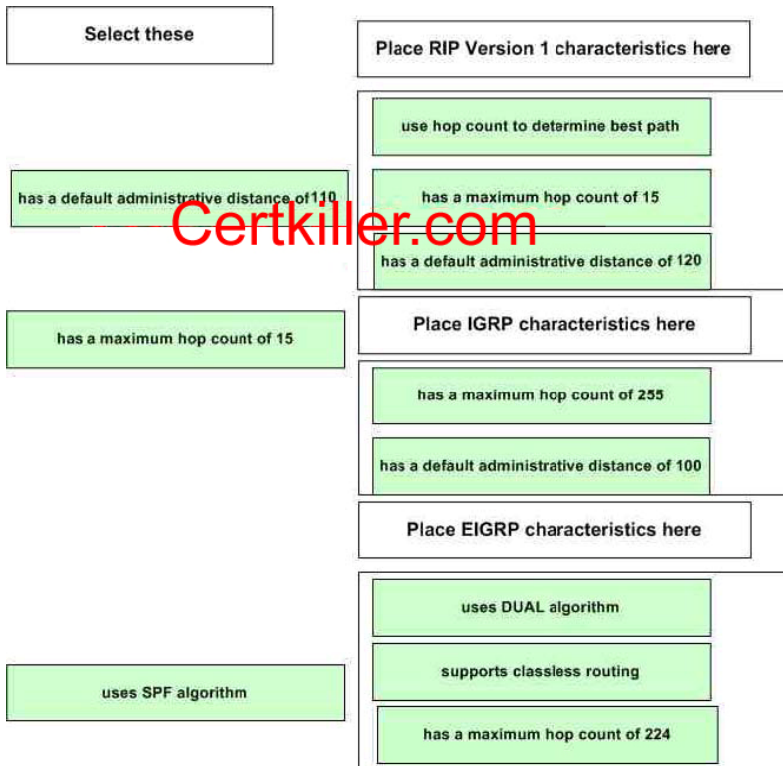 Select these
Place RIP Version 1 characteristics here
use hop count to determine best path
has a default administrative distance of 110
has a maximum hop count of 15
Certkiller.com
has a default administrative distance of 120
has a maximum hop count of 15
Place IGRP characteristics here
has a maximum hop count of 255
has a default administrative distance of 100
Place EIGRP characteristics here
uses DUAL algorithm
supports classless routing
uses SPF algorithm
has a maximum hop count of 224